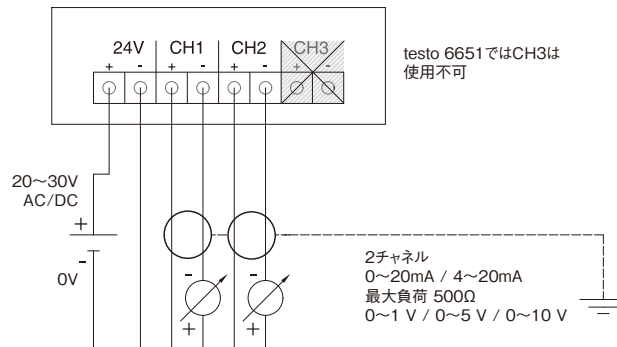 24V CH1 CH2 CH3
+ - + - + - + -
testo 6651ではCH3は
使用不可
20～30V
AC/DC
+
-
0V
- -
+ +
2チャネル
0～20mA / 4～20mA
最大負荷 500Ω
0～1 V / 0～5 V / 0～10 V